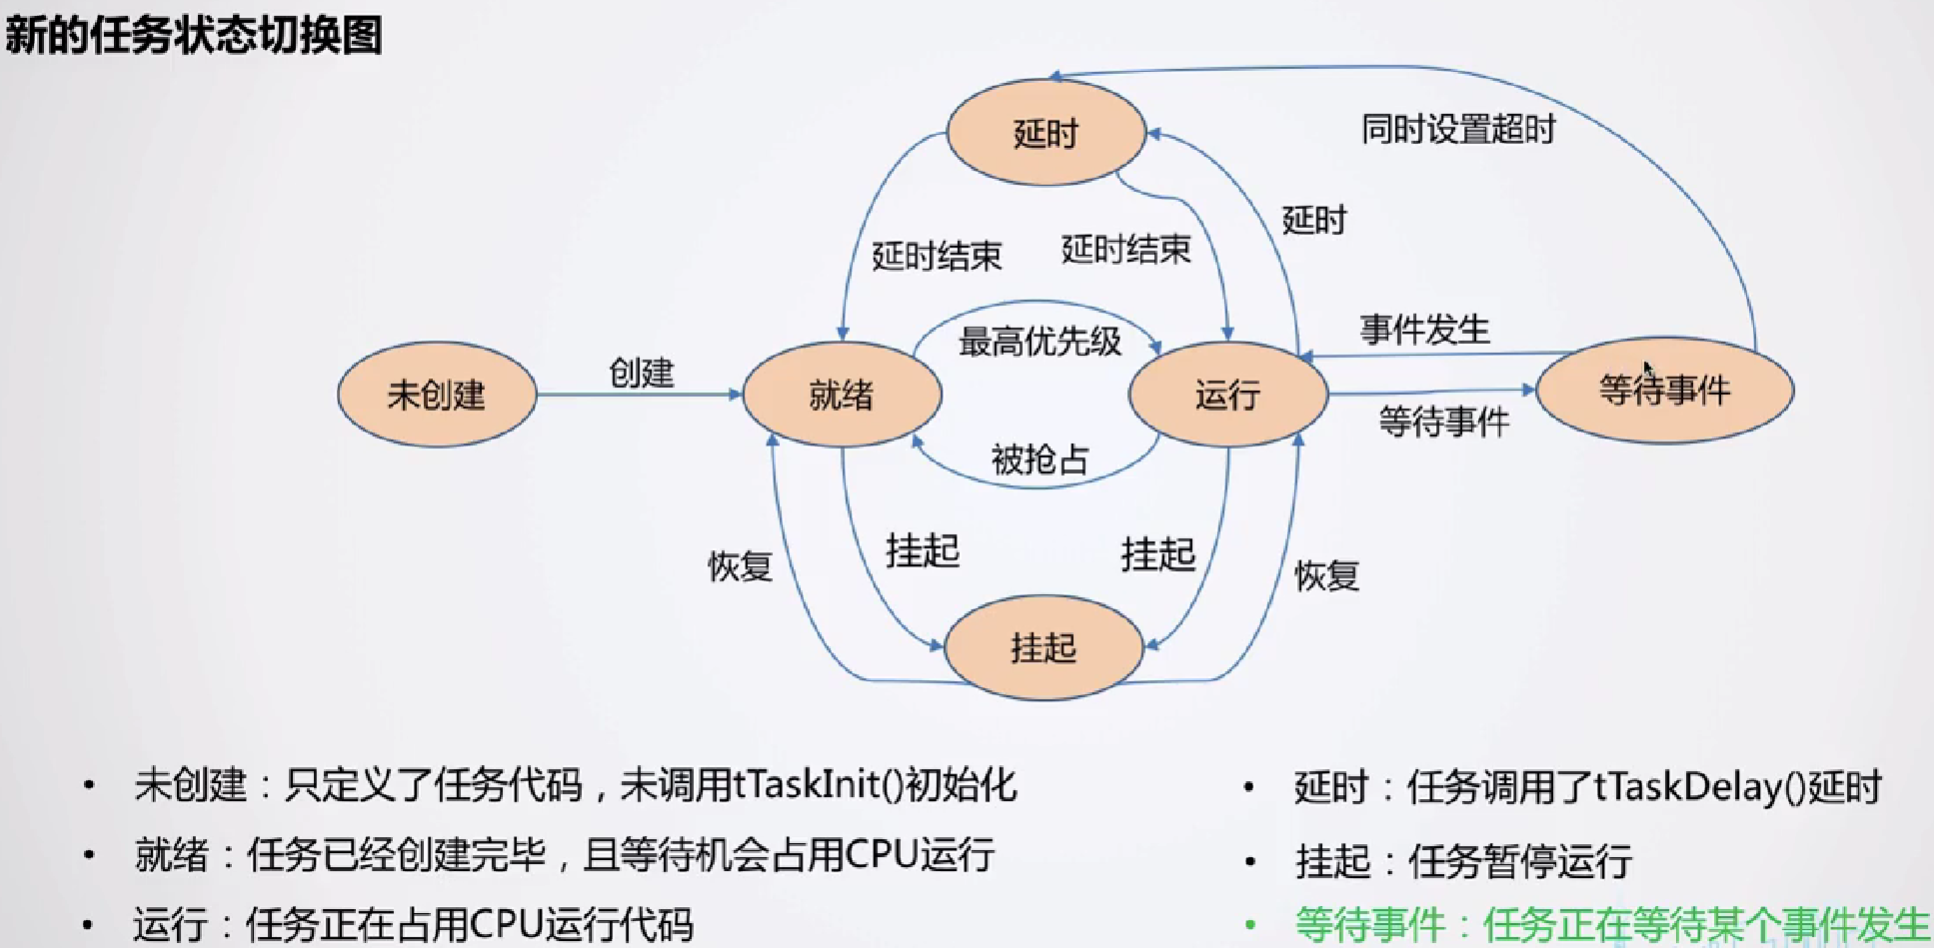 新的任务状态切换图
延时
同时设置超时
延时
延时结束
延时结束
事件发生
最高优先级
创建
未创建
就绪
运行
等待事件
等待事件
被抢占
挂起
挂起
恢复
恢复
挂起
• 未创建：只定义了任务代码，未调用tTaskInit()初始化
• 就绪：任务已经创建完毕，且等待机会占用CPU运行
• 运行：任务正在占用CPU运行代码
• 延时：任务调用了tTaskDelay()延时
• 挂起：任务暂停运行
• 等待事件：任务正在等待某个事件发生